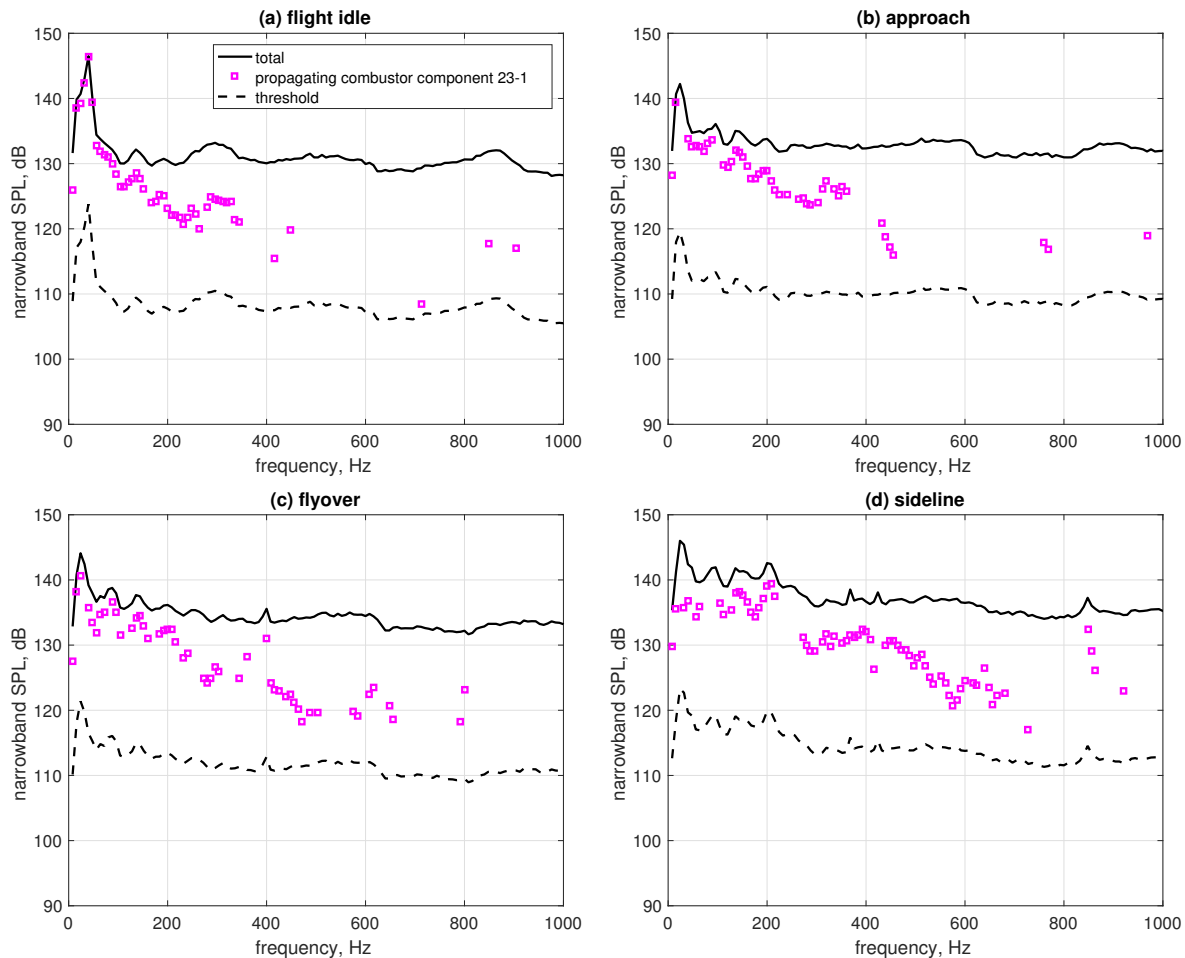 (a) flight idle
150
140
130
120
110
100
90
narrowband SPL, dB
total
propagating combustor component 23-1
threshold
0 200 400 600 800 1000
frequency, Hz
(b) approach
150
140
130
120
110
100
90
narrowband SPL, dB
0 200 400 600 800 1000
frequency, Hz
(c) flyover
150
140
130
120
110
100
90
narrowband SPL, dB
0 200 400 600 800 1000
frequency, Hz
(d) sideline
150
140
130
120
110
100
90
narrowband SPL, dB
0 200 400 600 800 1000
frequency, Hz